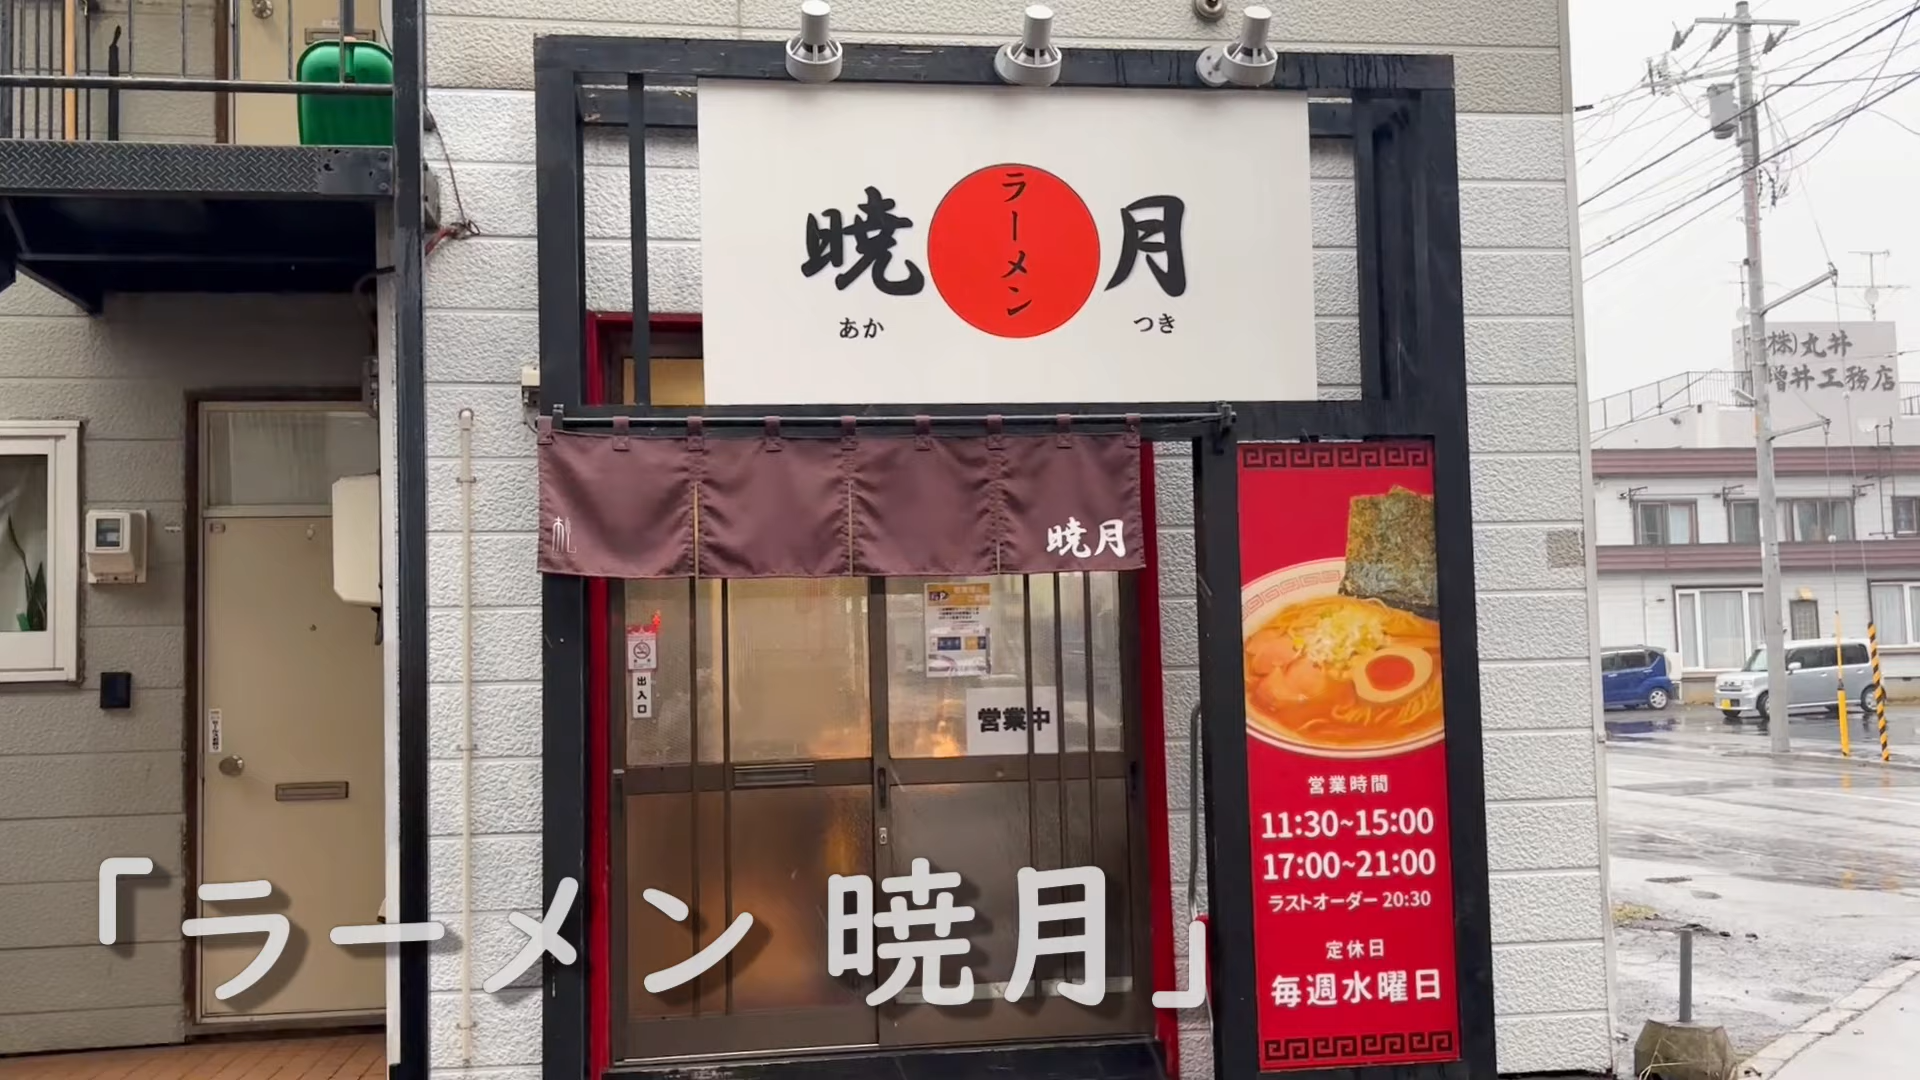 暁 ラーメン 月
あか つき
(株)丸井
増井工務店
札 暁月
出入口
営業中
営業時間
11:30~15:00
17:00~21:00
ラストオーダー 20:30
定休日
毎週水曜日
「ラーメン 暁月」